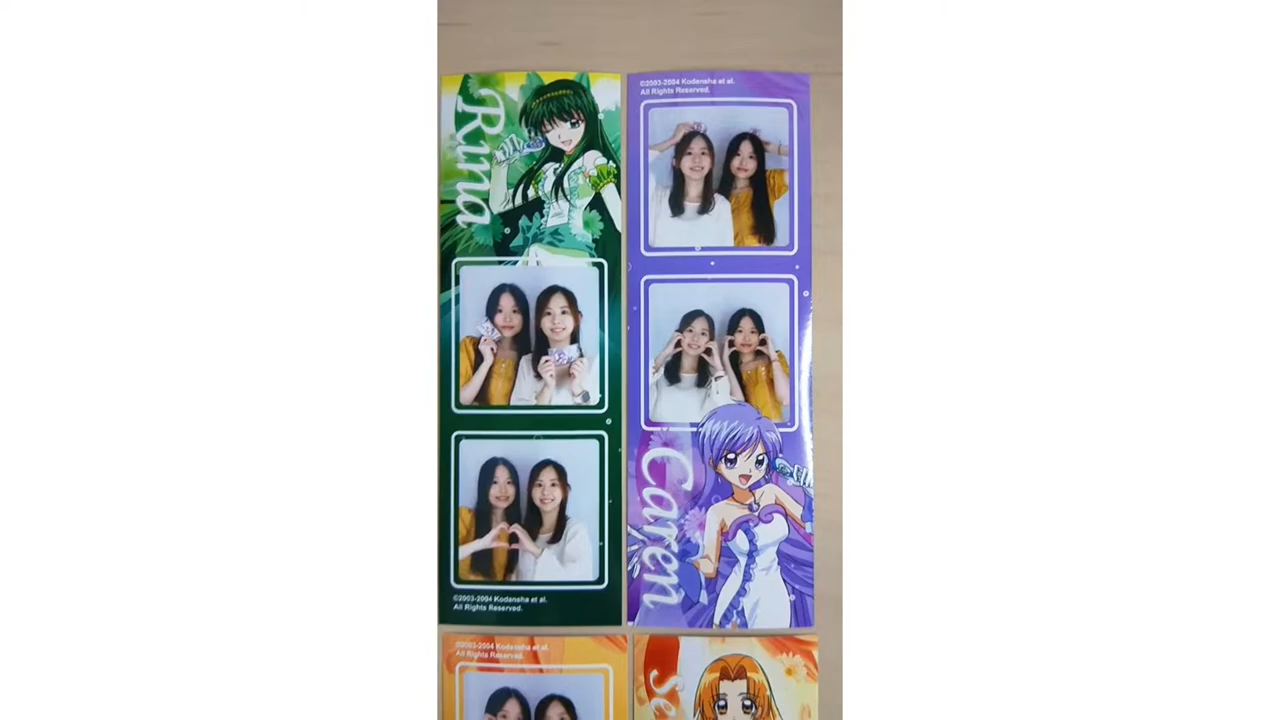 Rina
©2003-2004 Kodansha et al.
All Rights Reserved.
©2003-2004 Kodansha et al.
All Rights Reserved.
Caren
©2003-2004 Kodansha et al.
All Rights Reserved.